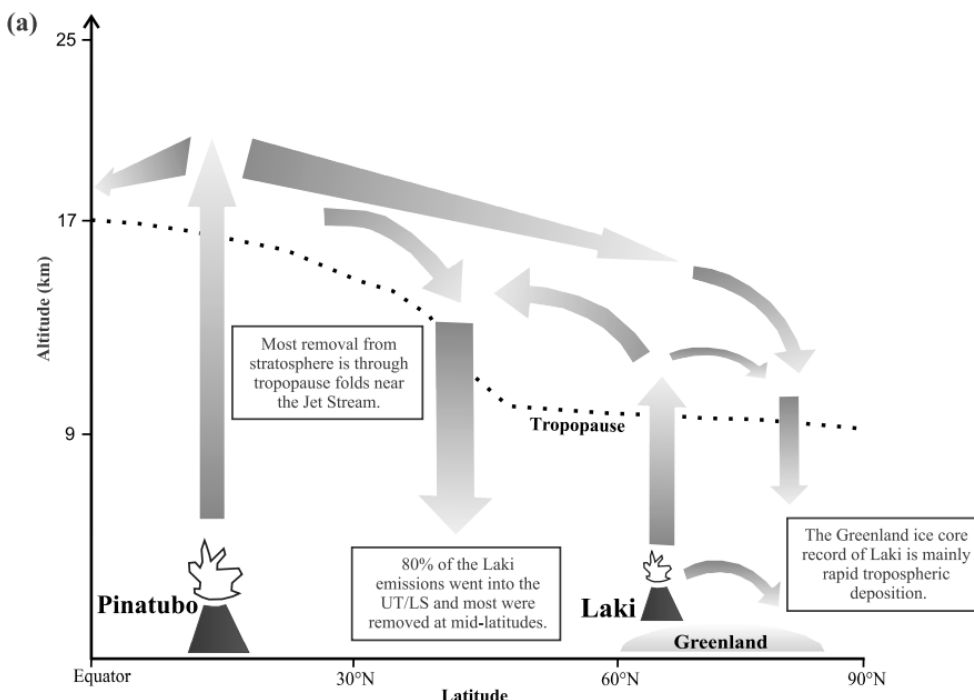 (a)
25
17
9
Altitude (km)
Most removal from
stratosphere is through
tropopause folds near
the Jet Stream.
Tropopause
80% of the Laki
emissions went into the
UT/LS and most were
removed at mid-latitudes.
The Greenland ice core
record of Laki is mainly
rapid tropospheric
deposition.
Pinatubo
Laki
Greenland
Equator
30°N
60°N
90°N
Latitude